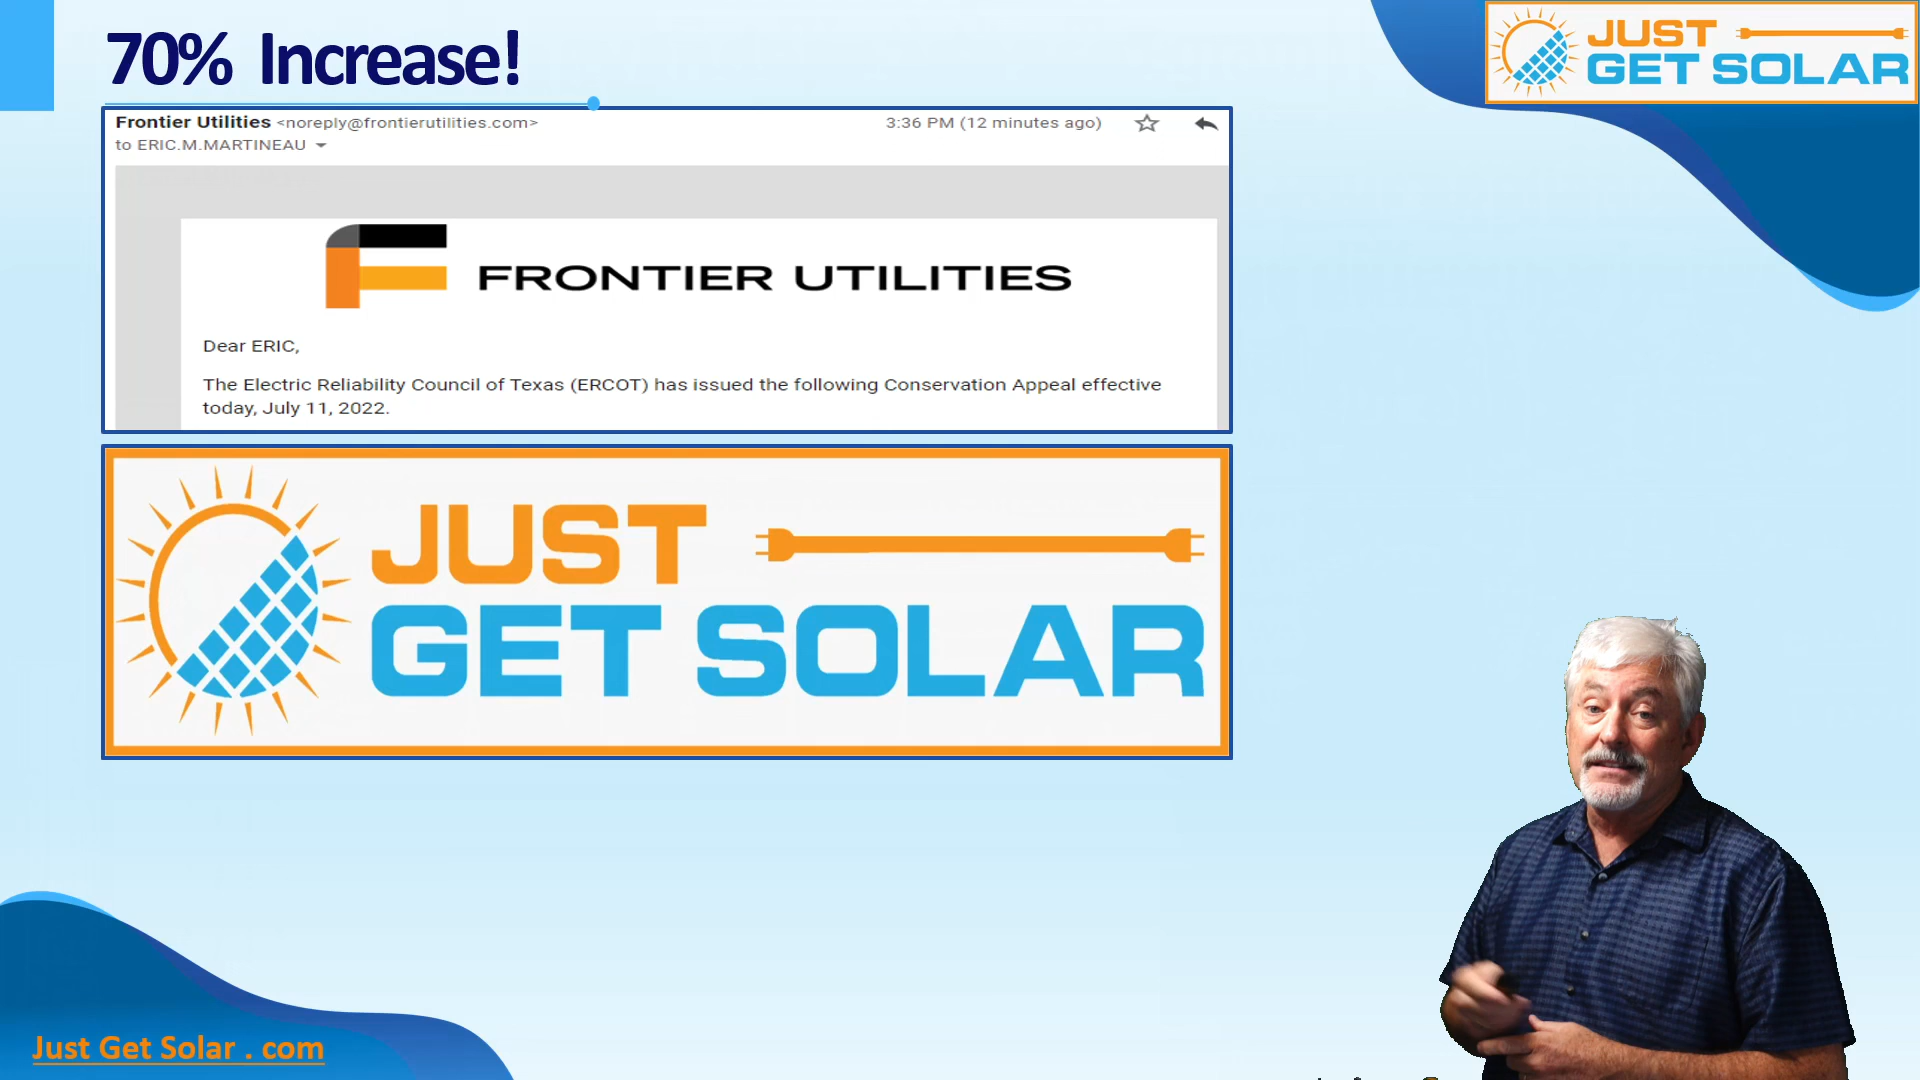 70% Increase!
JUST
GET SOLAR
Frontier Utilities <noreply@frontierutilities.com>
3:36 PM (12 minutes ago)
to ERIC.M.MARTINEAU
FRONTIER UTILITIES
Dear ERIC,
The Electric Reliability Council of Texas (ERCOT) has issued the following Conservation Appeal effective
today, July 11, 2022.
JUST
GET SOLAR
Just Get Solar . com